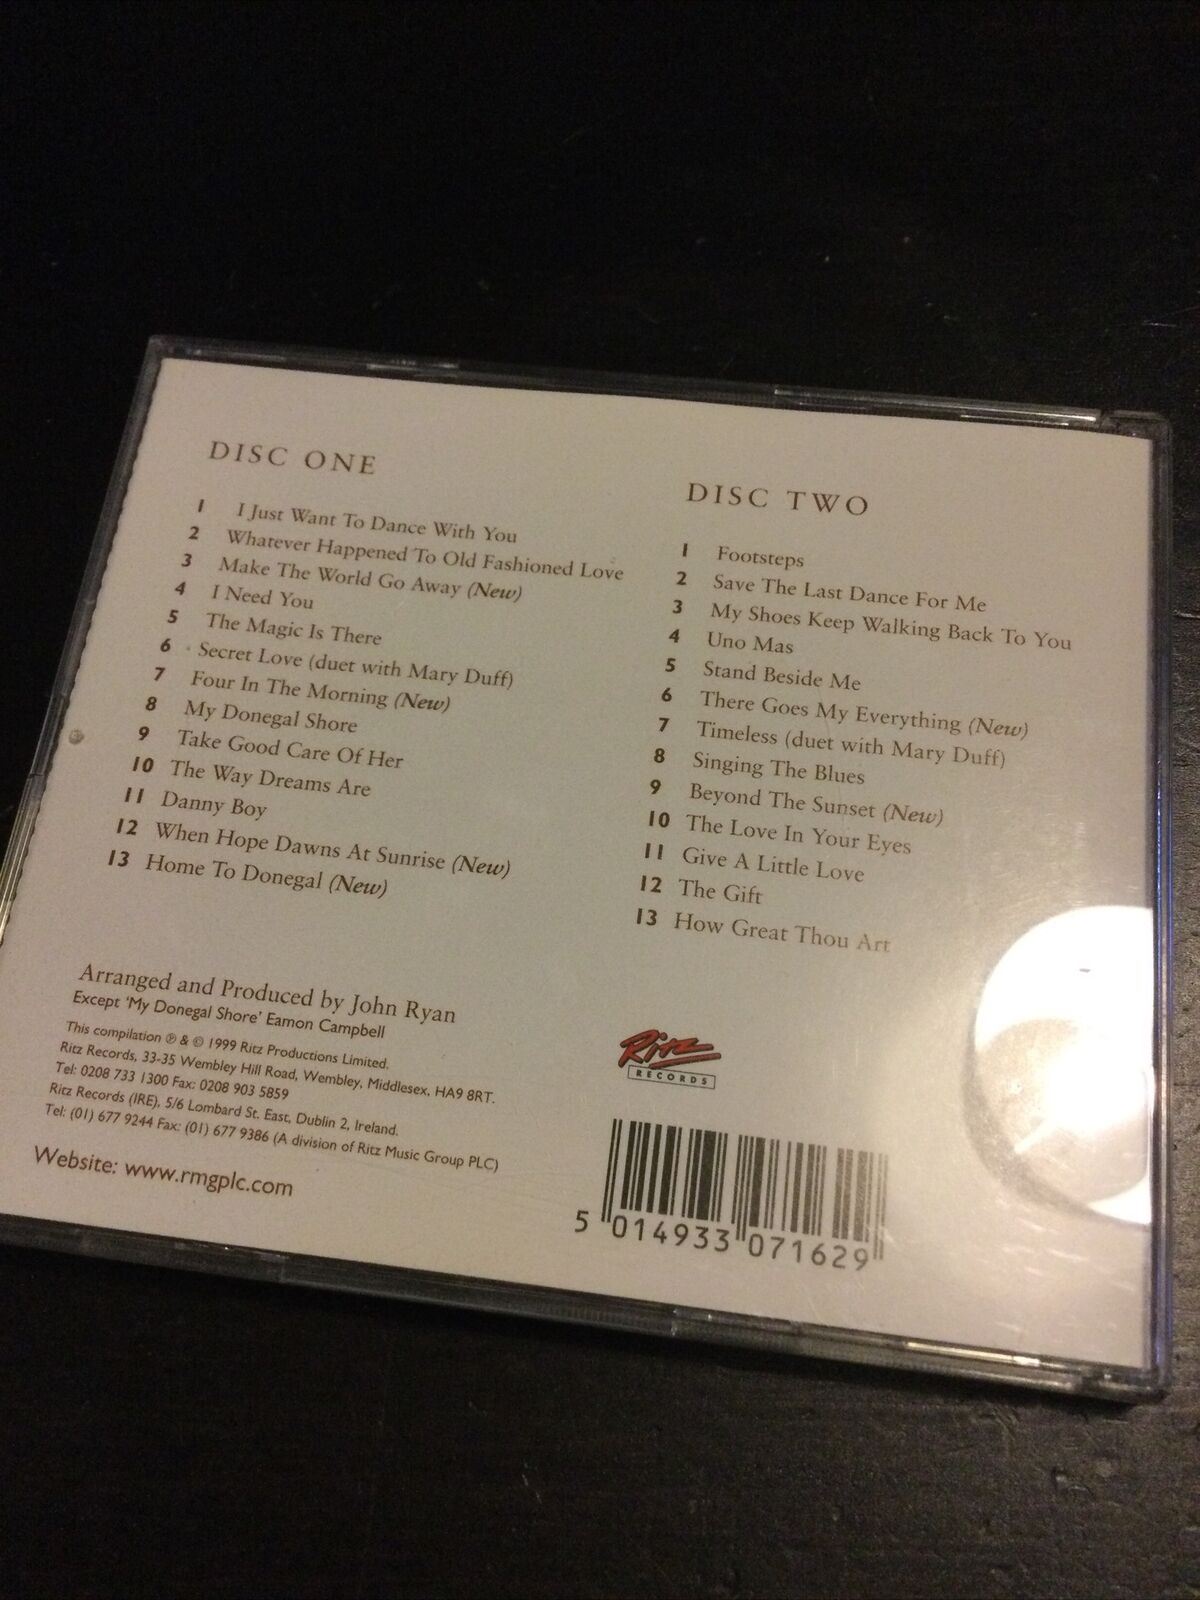 DISC ONE
1 I Just Want To Dance With You
2 Whatever Happened To Old Fashioned Love
3 Make The World Go Away (New)
4 I Need You
5 The Magic Is There
6 Secret Love (duet with Mary Duff)
7 Four In The Morning (New)
8 My Donegal Shore
9 Take Good Care Of Her
10 The Way Dreams Are
11 Danny Boy
12 When Hope Dawns At Sunrise (New)
13 Home To Donegal (New)
DISC TWO
1 Footsteps
2 Save The Last Dance For Me
3 My Shoes Keep Walking Back To You
4 Uno Mas
5 Stand Beside Me
6 There Goes My Everything (New)
7 Timeless (duet with Mary Duff)
8 Singing The Blues
9 Beyond The Sunset (New)
10 The Love In Your Eyes
11 Give A Little Love
12 The Gift
13 How Great Thou Art
Arranged and Produced by John Ryan
Except 'My Donegal Shore' Eamon Campbell
This compilation ℗ & © 1999 Ritz Productions Limited.
Ritz Records, 33-35 Wembley Hill Road, Wembley, Middlesex, HA9 8RT.
Tel: 0208 733 1300 Fax: 0208 903 5859
Ritz Records (IRE), 5/6 Lombard St. East, Dublin 2, Ireland.
Tel: (01) 677 9244 Fax: (01) 677 9386 (A division of Ritz Music Group PLC)
Website: www.rmgplc.com
Ritz
RECORDS
5 014933 071629